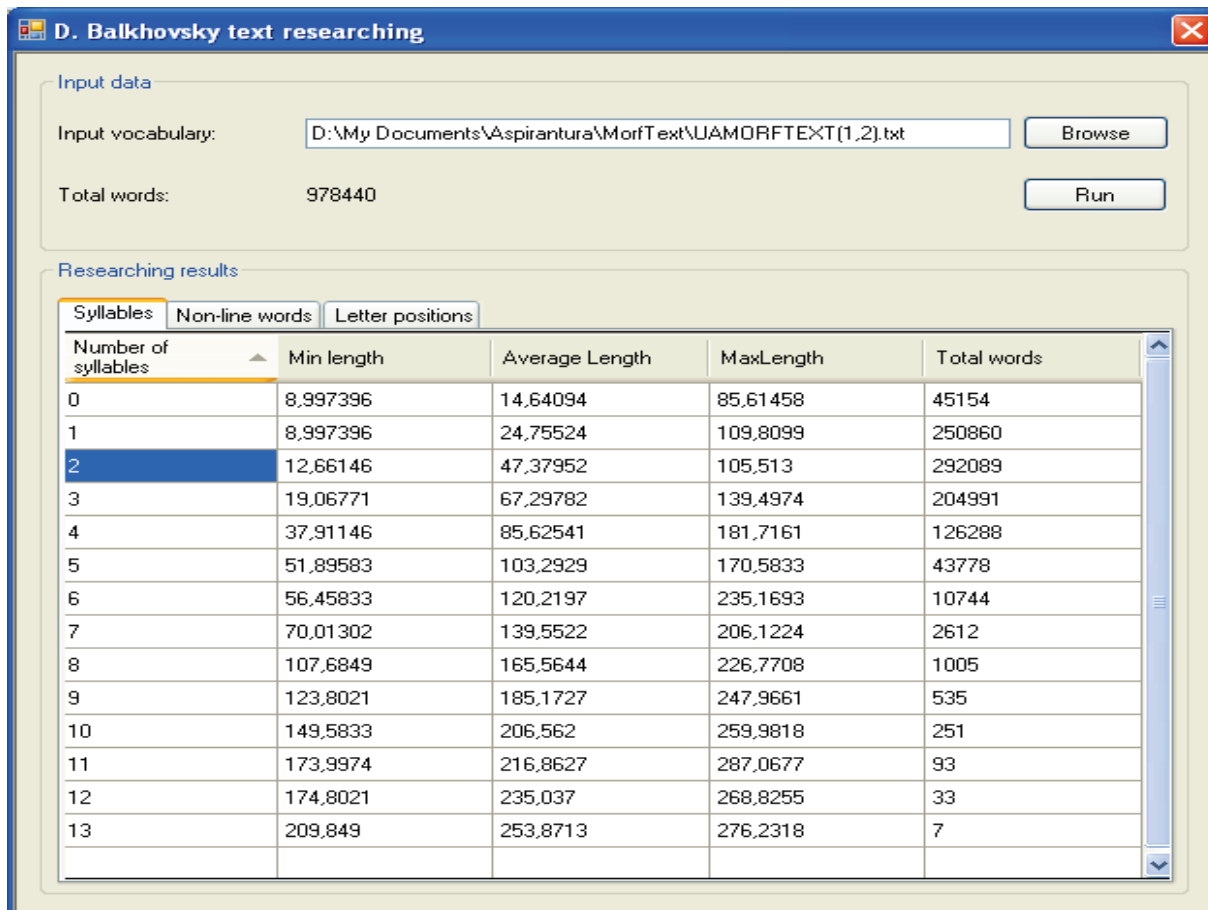 D. Balkhovsky text researching
Input data
Input vocabulary: D:\My Documents\Aspirantura\MorfText\UAMORFTEXT(1,2).txt Browse
Total words: 978440 Run
Researching results
Syllables Non-line words Letter positions
Number of syllables Min length Average Length MaxLength Total words
0 8,997396 14,64094 85,61458 45154
1 8,997396 24,75524 109,8099 250860
2 12,66146 47,37952 105,513 292089
3 19,06771 67,29782 139,4974 204991
4 37,91146 85,62541 181,7161 126288
5 51,89583 103,2929 170,5833 43778
6 56,45833 120,2197 235,1693 10744
7 70,01302 139,5522 206,1224 2612
8 107,6849 165,5644 226,7708 1005
9 123,8021 185,1727 247,9661 535
10 149,5833 206,562 259,9818 251
11 173,9974 216,8627 287,0677 93
12 174,8021 235,037 268,8255 33
13 209,849 253,8713 276,2318 7